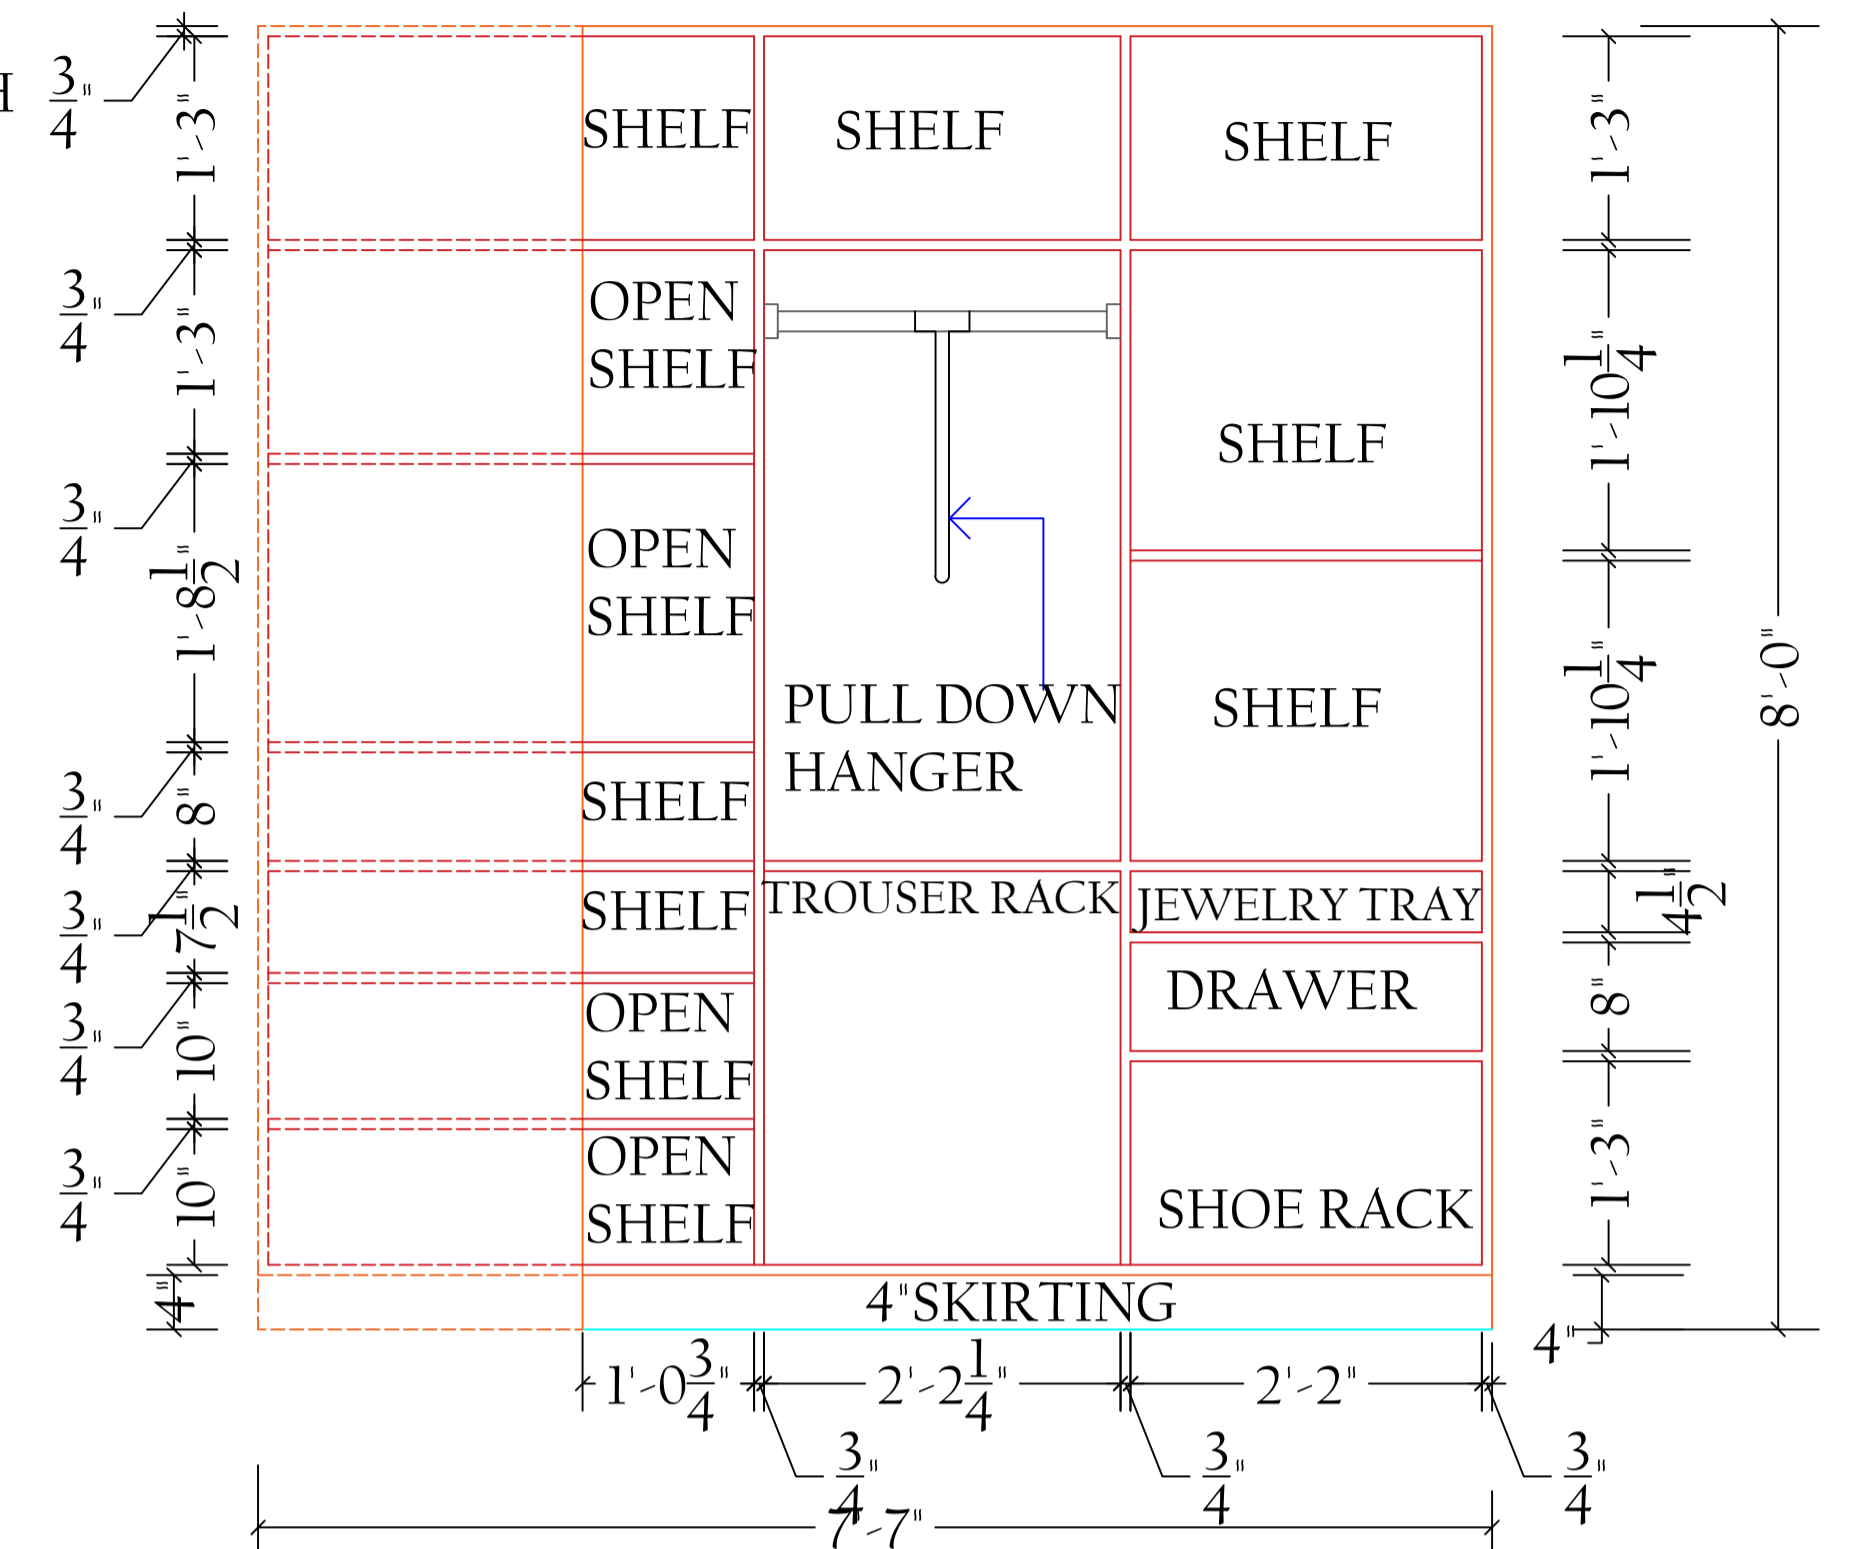 H
3/4"
1'-3"
3/4"
1'-3"
3/4"
1'-8 1/2"
3/4"
8"
3/4"
7 1/2"
3/4"
10"
3/4"
10"
4"
SHELF
SHELF
SHELF
OPEN
SHELF
SHELF
OPEN
SHELF
PULL DOWN
HANGER
SHELF
SHELF
SHELF
TROUSER RACK
JEWELRY TRAY
DRAWER
OPEN
SHELF
OPEN
SHELF
SHOE RACK
4"SKIRTING
1'-3"
1'-10 1/4"
1'-10 1/4"
4 1/2"
8"
1'-3"
4"
8'-0"
1'-0 3/4"
2'-2 1/4"
2'-2"
3/4"
3/4"
3/4"
7'-7"